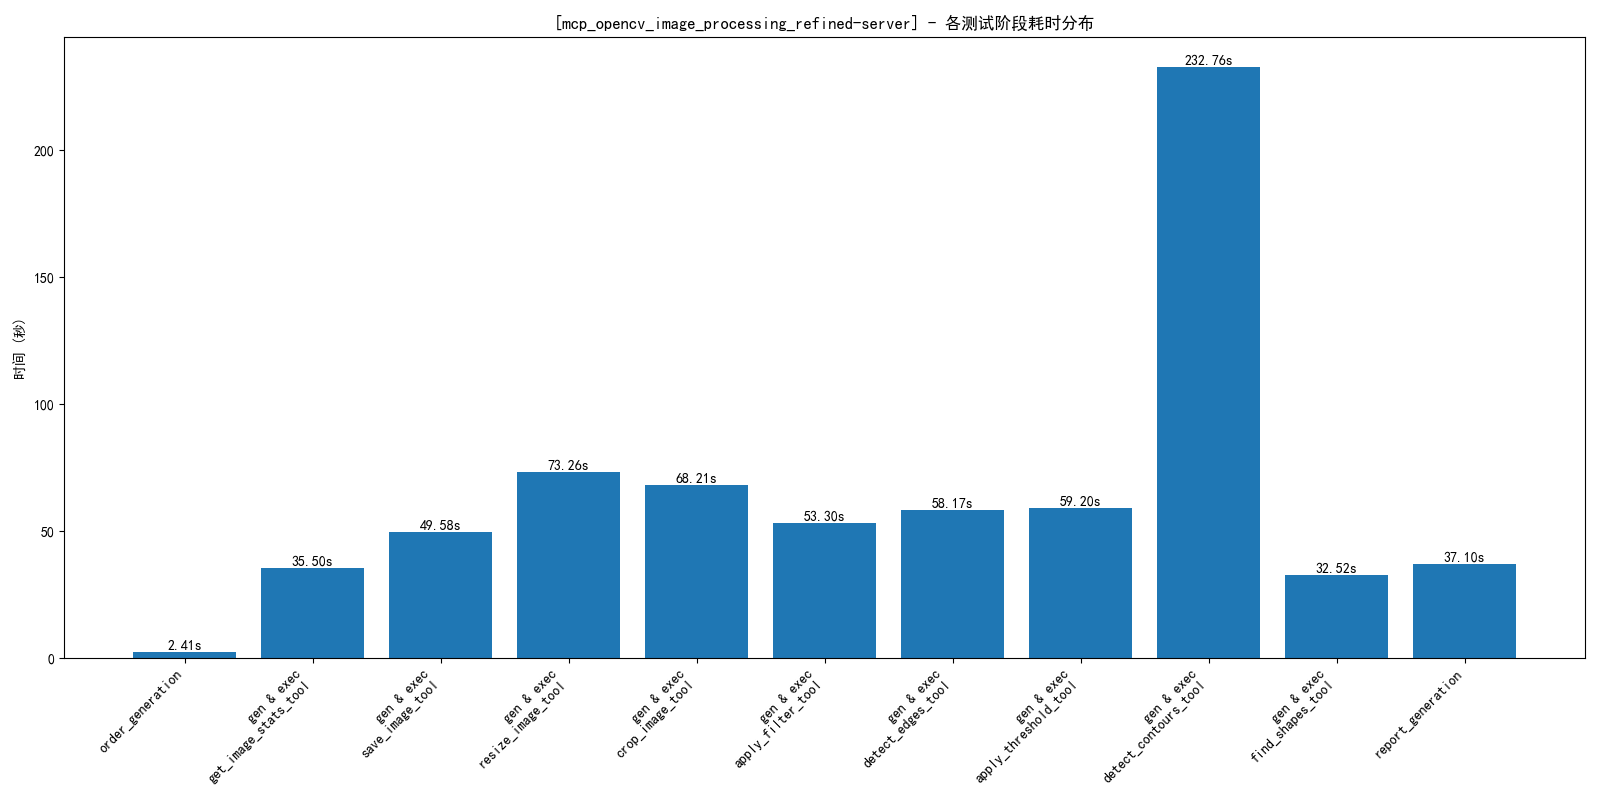 [mcp_opencv_image_processing_refined-server] - 各测试阶段耗时分布
时间 (秒)
200
150
100
50
0
2.41s
35.50s
49.58s
73.26s
68.21s
53.30s
58.17s
59.20s
232.76s
32.52s
37.10s
order_generation
gen & exec
get_image_stats_tool
gen & exec
save_image_tool
gen & exec
resize_image_tool
gen & exec
crop_image_tool
gen & exec
apply_filter_tool
gen & exec
detect_edges_tool
gen & exec
apply_threshold_tool
gen & exec
detect_contours_tool
gen & exec
find_shapes_tool
report_generation